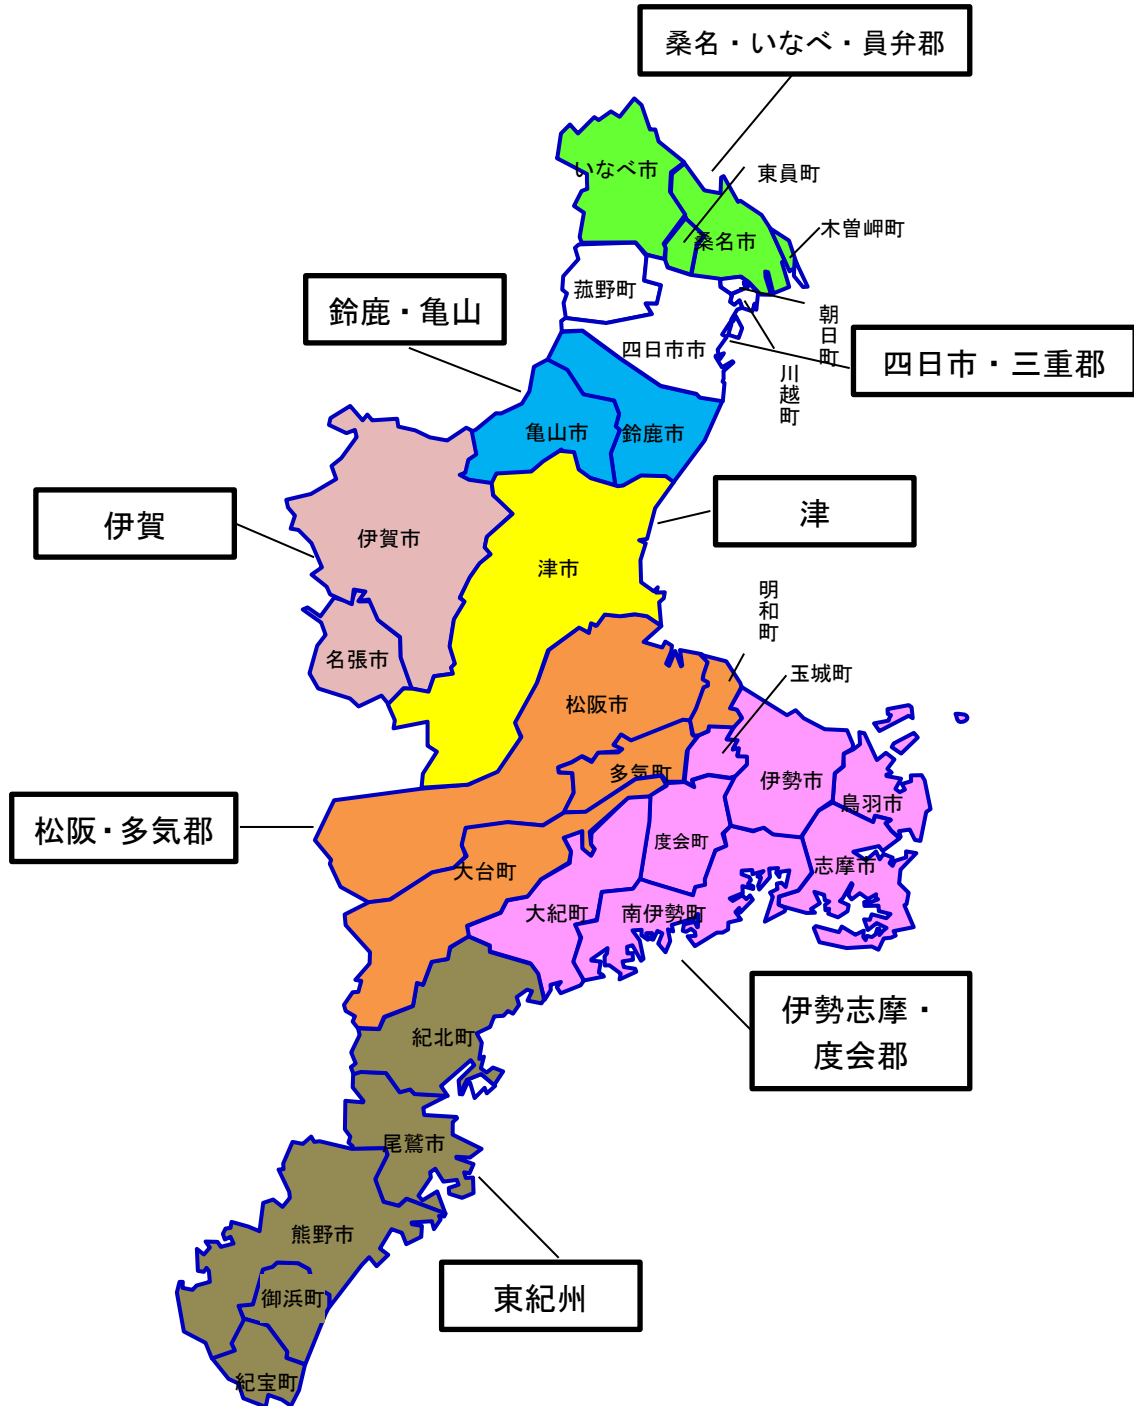 桑名・いなべ・員弁郡
いなべ市
東員町
桑名市
木曽岬町
菰野町
鈴鹿・亀山
朝日町
四日市市
四日市・三重郡
川越町
亀山市
鈴鹿市
伊賀
津
伊賀市
津市
明和町
名張市
玉城町
松阪市
多気町
伊勢市
鳥羽市
松阪・多気郡
度会町
志摩市
大台町
大紀町
南伊勢町
伊勢志摩・
度会郡
紀北町
尾鷲市
熊野市
東紀州
御浜町
紀宝町